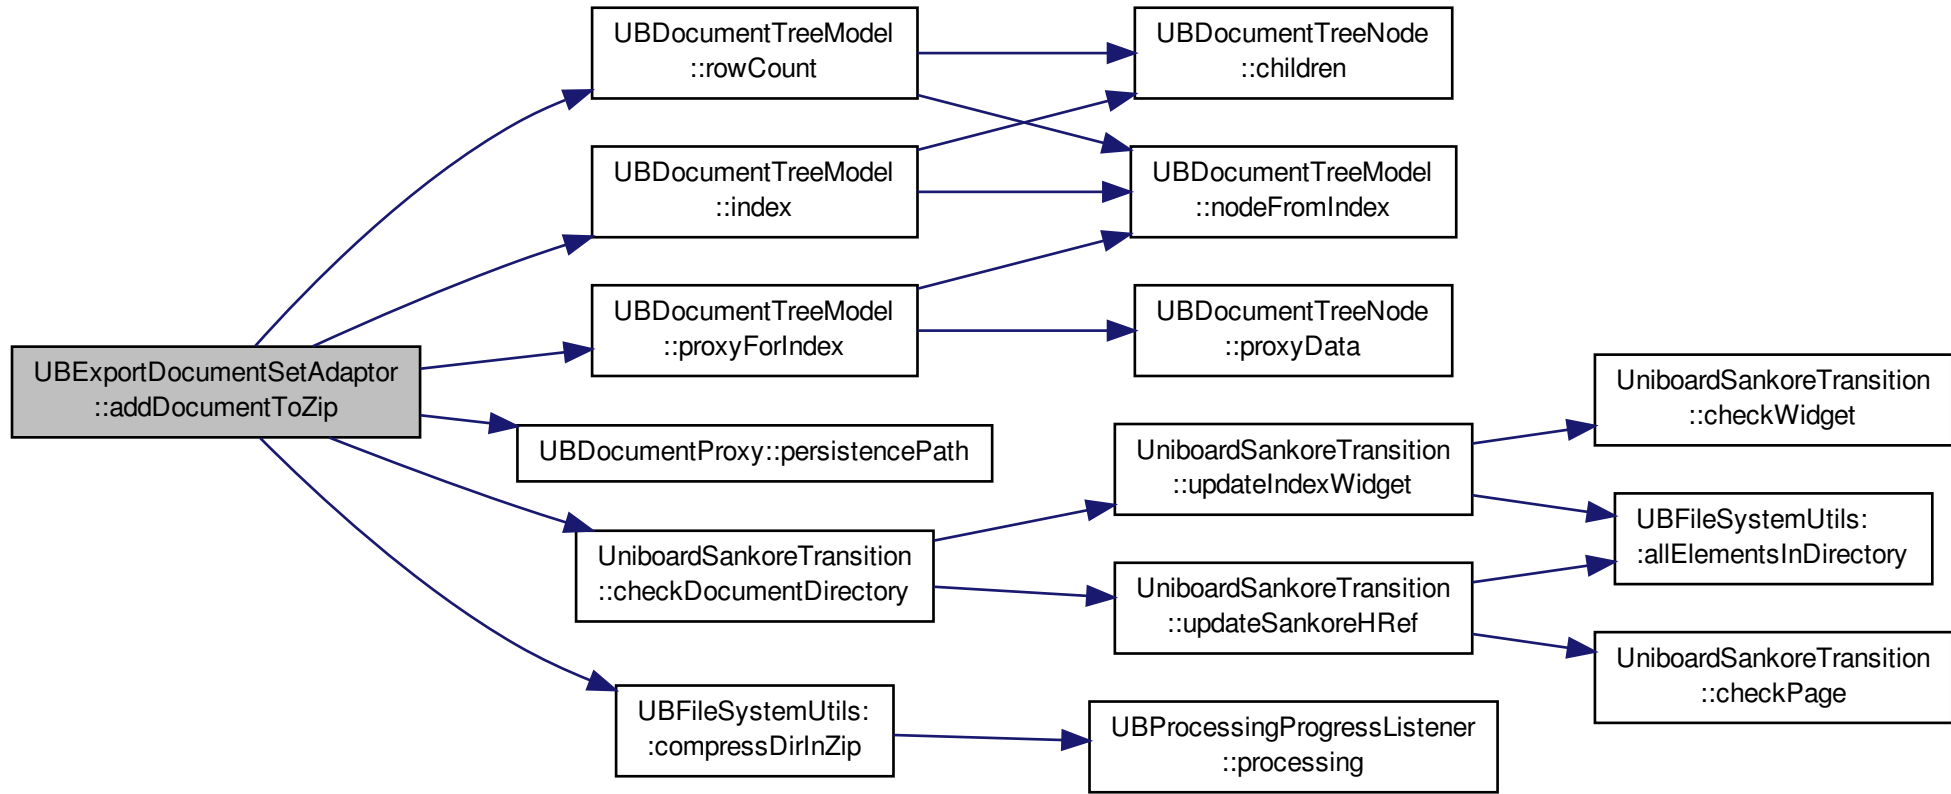 UBExportDocumentSetAdaptor
::addDocumentToZip
UBDocumentTreeModel
::rowCount
UBDocumentTreeModel
::index
UBDocumentTreeModel
::proxyForIndex
UBDocumentProxy::persistencePath
UniboardSankoreTransition
::checkDocumentDirectory
UBFileSystemUtils:
:compressDirInZip
UBDocumentTreeNode
::children
UBDocumentTreeModel
::nodeFromIndex
UBDocumentTreeNode
::proxyData
UniboardSankoreTransition
::updateIndexWidget
UniboardSankoreTransition
::updateSankoreHRef
UBProcessingProgressListener
::processing
UniboardSankoreTransition
::checkWidget
UBFileSystemUtils:
:allElementsInDirectory
UniboardSankoreTransition
::checkPage